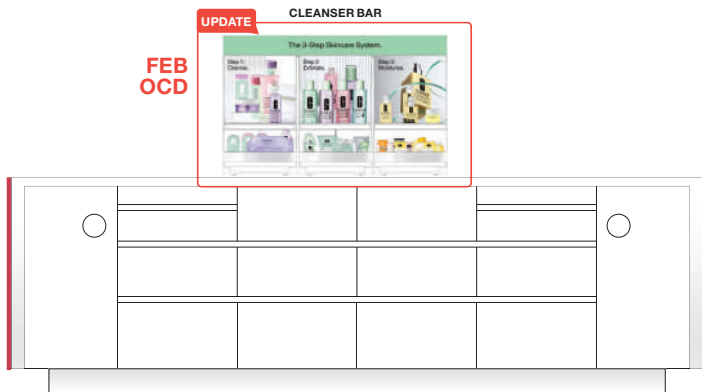 CLEANSER BAR
UPDATE
FEB
OCD
The 3-Step Skincare System.
Step 1:
Cleanse.
Step 2:
Exfoliate.
Step 3:
Moisturize.